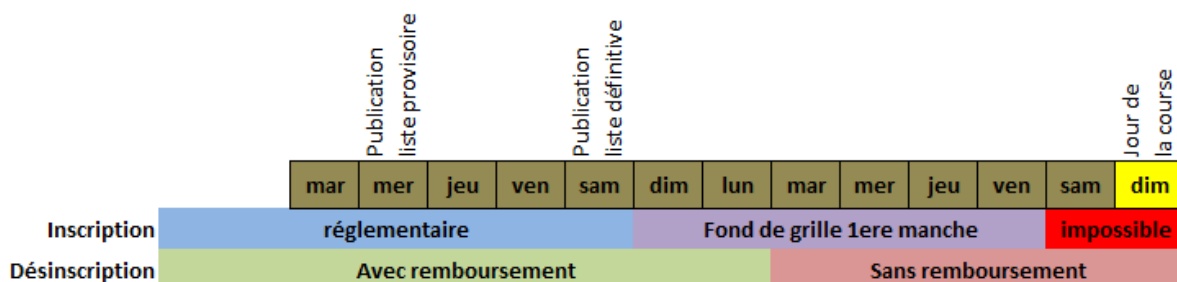 Publication
liste provisoire
Publication
liste définitive
Jour de
la course
mar mer jeu ven sam dim lun mar mer jeu ven sam dim
Inscription réglementaire Fond de grille 1ere manche impossible
Désinscription Avec remboursement Sans remboursement